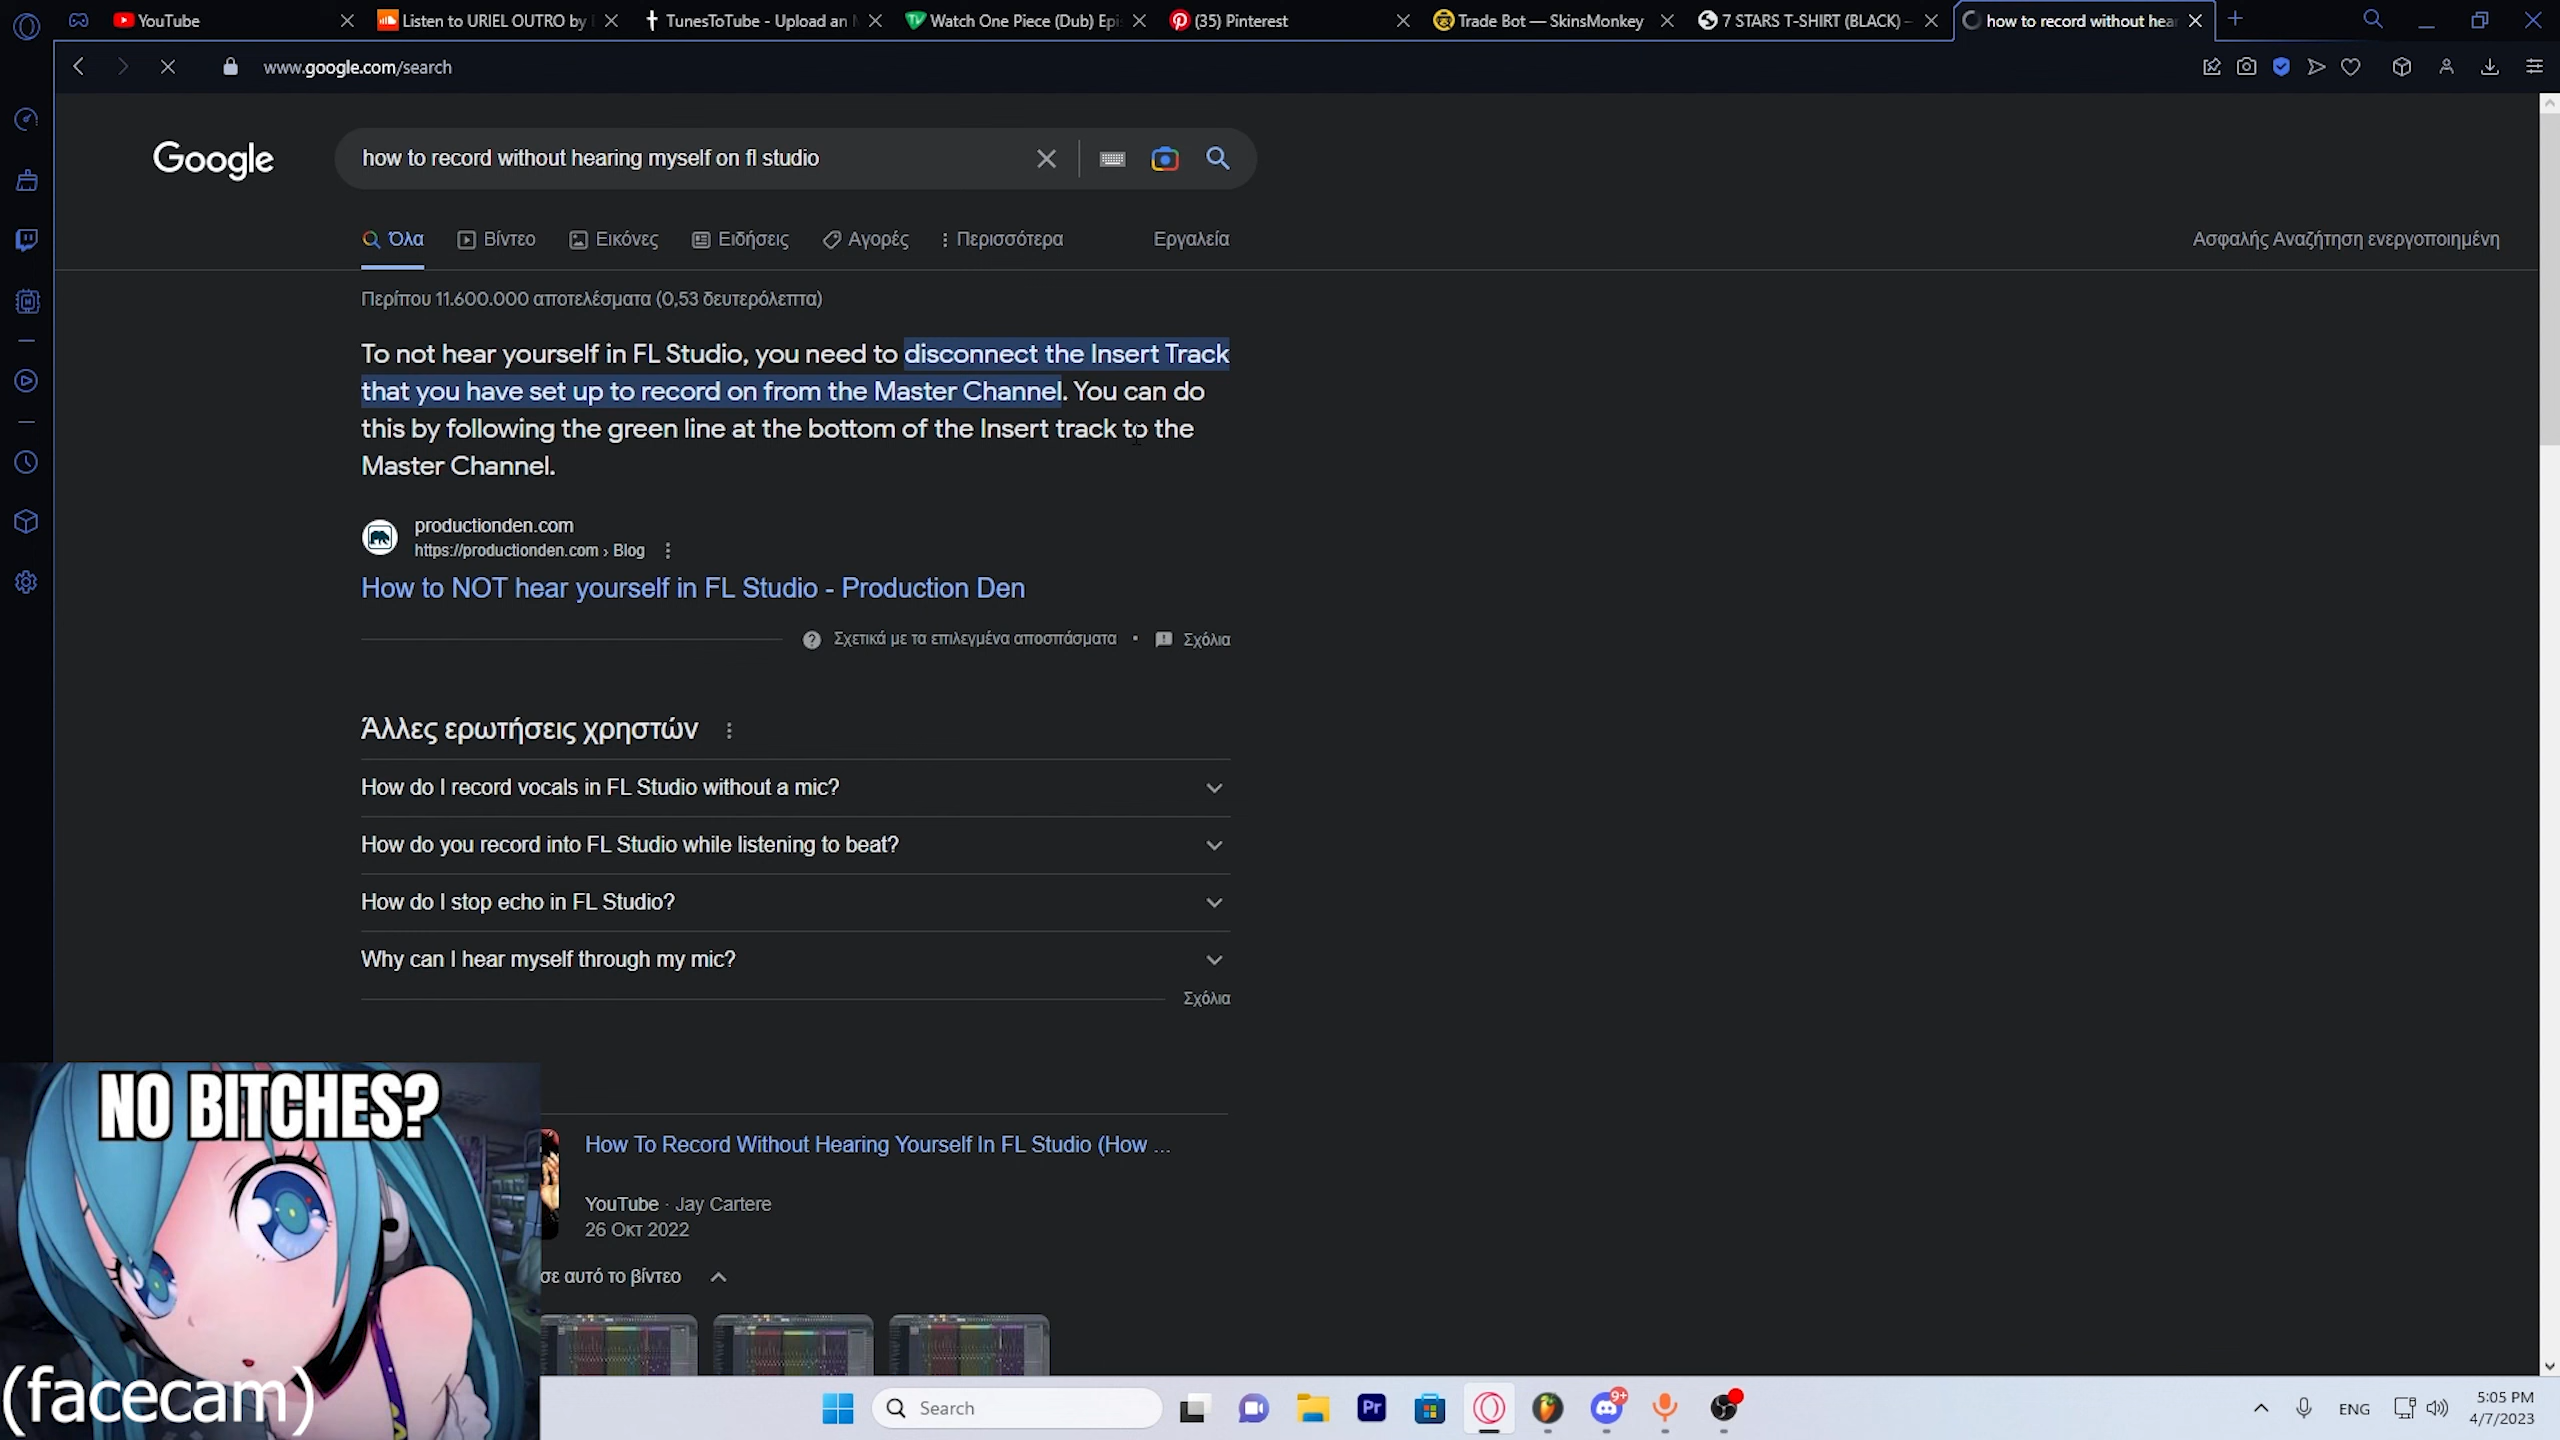 YouTube
Listen to URIEL OUTRO by
TunesToTube - Upload an
Watch One Piece (Dub) Epi
(35) Pinterest
Trade Bot — SkinsMonkey
7 STARS T-SHIRT (BLACK) –
how to record without hear
www.google.com/search
Google
how to record without hearing myself on fl studio
Όλα
Βίντεο
Εικόνες
Ειδήσεις
Αγορές
Περισσότερα
Εργαλεία
Ασφαλής Αναζήτηση ενεργοποιημένη
Περίπου 11.600.000 αποτελέσματα (0,53 δευτερόλεπτα)
To not hear yourself in FL Studio, you need to disconnect the Insert Track
that you have set up to record on from the Master Channel. You can do
this by following the green line at the bottom of the Insert track to the
Master Channel.
productionden.com
https://productionden.com › Blog
How to NOT hear yourself in FL Studio - Production Den
Σχετικά με τα επιλεγμένα αποσπάσματα • Σχόλια
Άλλες ερωτήσεις χρηστών
How do I record vocals in FL Studio without a mic?
How do you record into FL Studio while listening to beat?
How do I stop echo in FL Studio?
Why can I hear myself through my mic?
Σχόλια
NO BITCHES?
How To Record Without Hearing Yourself In FL Studio (How ...
YouTube · Jay Cartere
26 Οκτ 2022
σε αυτό το βίντεο
(facecam)
Search
Pr
9+
ENG
5:05 PM
4/7/2023